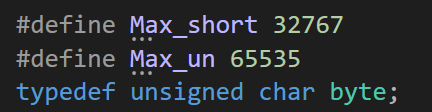 #define Max_short 32767
#define Max_un 65535
typedef unsigned char byte;